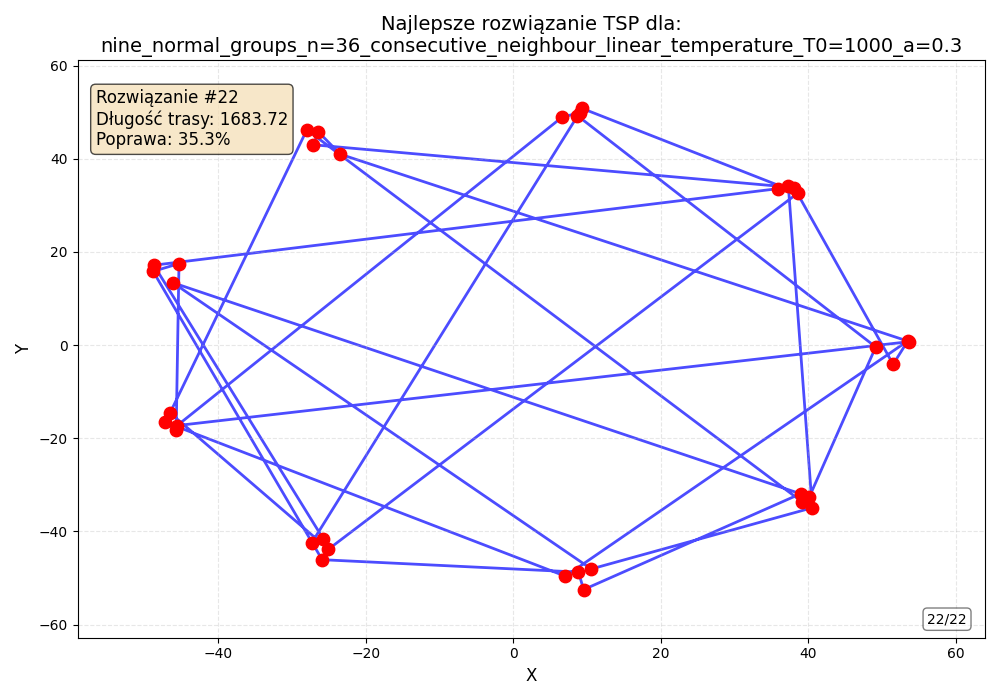 Najlepsze rozwiązanie TSP dla:
nine_normal_groups_n=36_consecutive_neighbour_linear_temperature_T0=1000_a=0.3
Rozwiązanie #22
Długość trasy: 1683.72
Poprawa: 35.3%
60
40
20
0
−20
−40
−60
Y
−40
−20
0
20
40
60
X
22/22